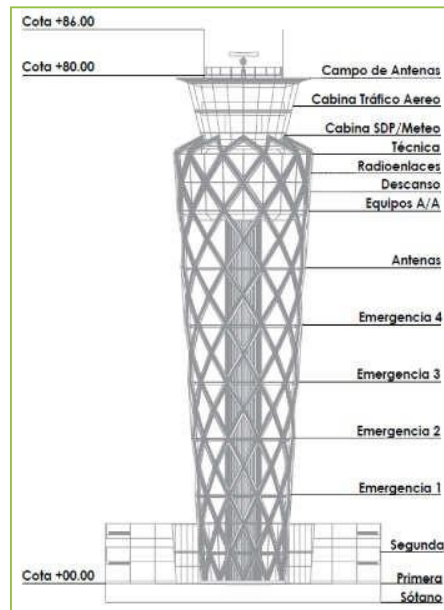 Cota +86.00
Cota +80.00
Campo de Antenas
Cabina Tráfico Aereo
Cabina SDP/Meteo
Técnica
Radioenlaces
Descanso
Equipos A/A
Antenas
Emergencia 4
Emergencia 3
Emergencia 2
Emergencia 1
Segunda
Cota +00.00
Primera
Sótano